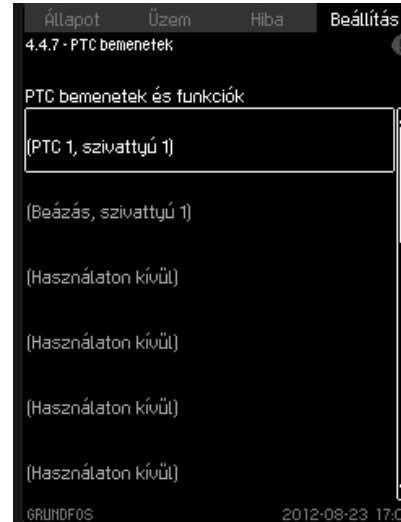 Állapot Üzem Hiba Beállítás
4.4.7 - PTC bemenetek
PTC bemenetek és funkciók
(PTC 1, szivattyú 1)
(Beázás, szivattyú 1)
(Használaton kívül)
(Használaton kívül)
(Használaton kívül)
(Használaton kívül)
GRUNDFOS 2012-08-23